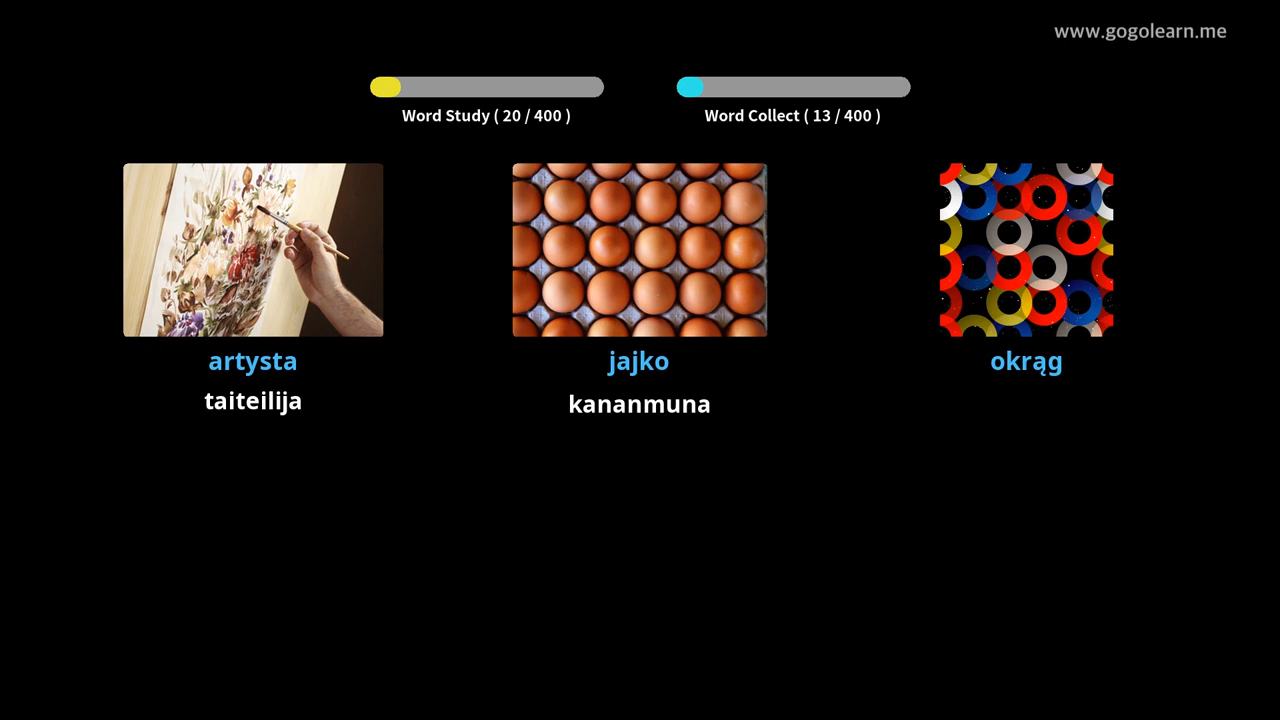 www.gogolearn.me
Word Study ( 20 / 400 )
Word Collect ( 13 / 400 )
artysta
jajko
okrąg
taiteilija
kananmuna